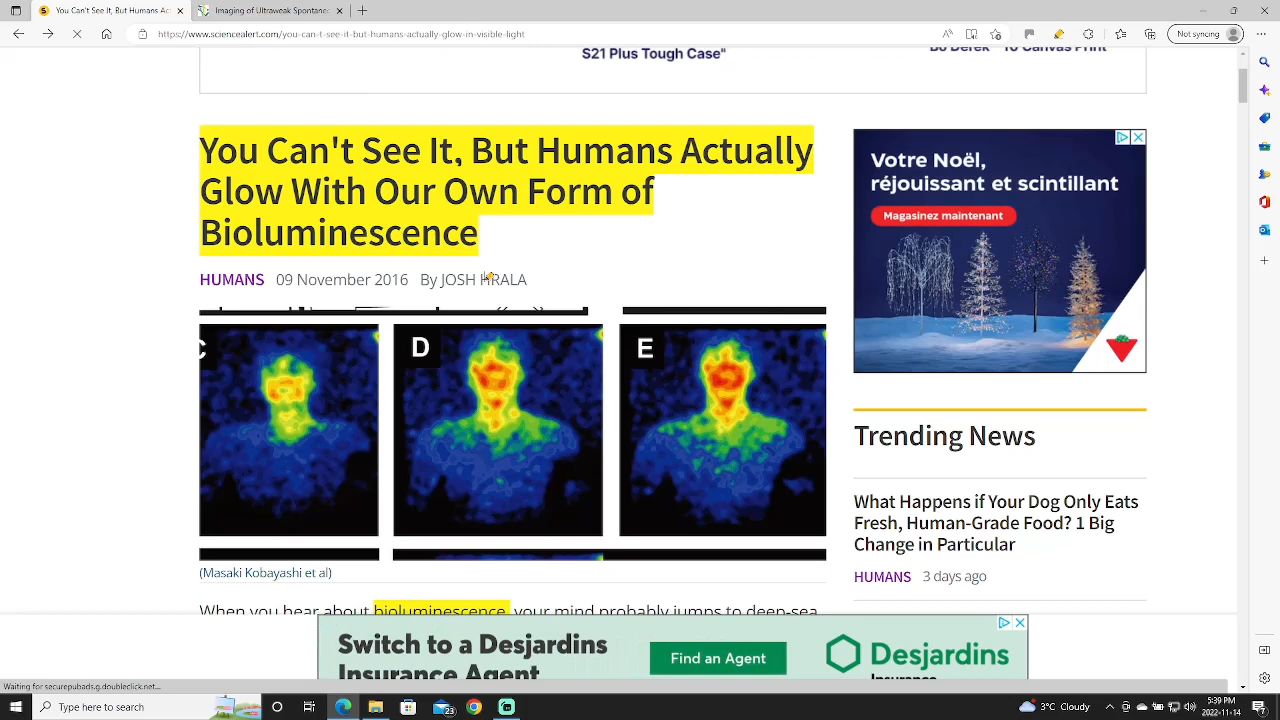 You Can't See It, But Humans Act
Imaging of Ultraweak Spontaneou
https://www.sciencealert.com/you-can-t-see-it-but-humans-actually-glow-in-visible-light
Not syncing
S21 Plus Tough Case"
You Can't See It, But Humans Actually
Glow With Our Own Form of
Bioluminescence
HUMANS 09 November 2016 By JOSH HRALA
C
D
E
(Masaki Kobayashi et al)
When you hear about bioluminescence, your mind probably jumps to deep-sea
Votre Noël,
réjouissant et scintillant
Magasinez maintenant
Trending News
What Happens if Your Dog Only Eats
Fresh, Human-Grade Food? 1 Big
Change in Particular
HUMANS 3 days ago
Switch to a Desjardins
Insurance Agent
Find an Agent
Desjardins
Insurance
Waiting for securepubads.g.doubleclick.net...
Type here to search
3°C Cloudy
5:39 PM
2022-11-14